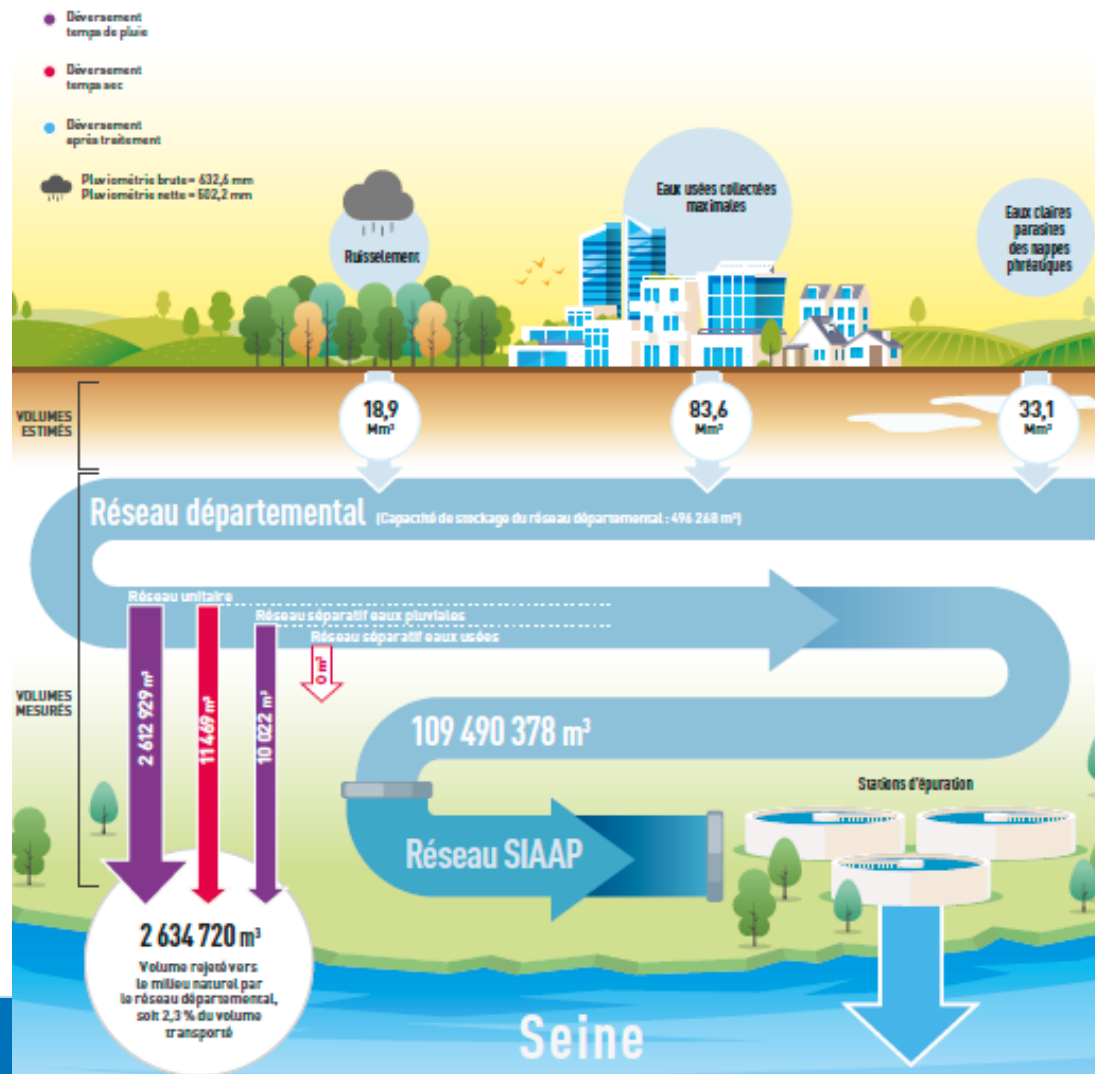 Déversement
temps de pluie
Déversement
temps sec
Déversement
après traitement
Pluviométrie brute = 632,6 mm
Pluviométrie nette = 502,2 mm
Ruisselement
Eaux usées collectées
maximales
Eaux claires
parasites
des nappes
phréatiques
VOLUMES
ESTIMÉS
18,9
Mm³
83,6
Mm³
33,1
Mm³
Réseau départemental (Capacité de stockage du réseau départemental : 496 268 m³)
Réseau unitaire
Réseau séparatif eaux pluviales
Réseau séparatif eaux usées
VOLUMES
MESURÉS
2 612 929 m³
11 469 m³
10 022 m³
0 m³
109 490 378 m³
Stations d'épuration
Réseau SIAAP
2 634 720 m³
Volume rejeté vers
le milieu naturel par
le réseau départemental,
soit 2,3 % du volume
transporté
Seine